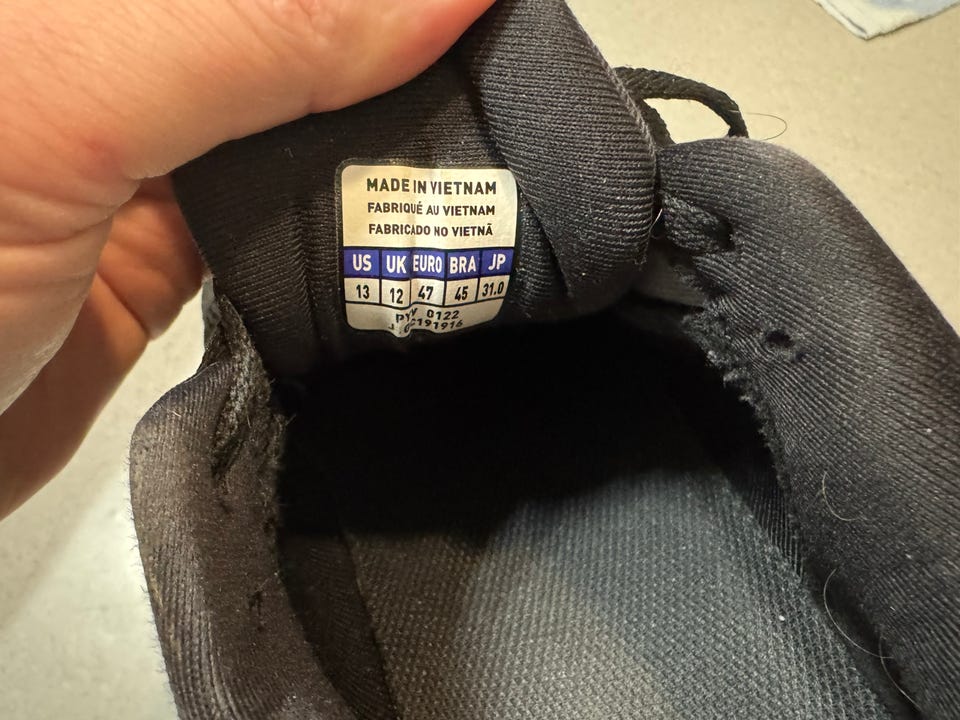 MADE IN VIETNAM
FABRIQUÉ AU VIETNAM
FABRICADO NO VIETNÃ
US UK EURO BRA JP
13 12 47 45 31.0
0122